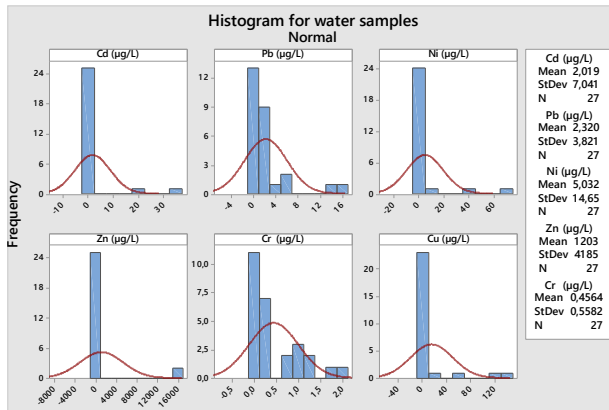 Histogram for water samples
Normal
Cd (µg/L)
Pb (µg/L)
Ni (µg/L)
24
18
12
6
0
-10
0
10
20
30
12
9
6
3
0
-4
0
4
8
12
16
24
18
12
6
0
-20
0
20
40
60
Frequency
Zn (µg/L)
Cr (µg/L)
Cu (µg/L)
24
18
12
6
0
-8000
-4000
0
4000
8000
12000
16000
10,0
7,5
5,0
2,5
0,0
-0,5
0,0
0,5
1,0
1,5
2,0
20
15
10
5
0
-40
0
40
80
120
Cd (µg/L)
Mean 2,019
StDev 7,041
N 27
Pb (µg/L)
Mean 2,320
StDev 3,821
N 27
Ni (µg/L)
Mean 5,032
StDev 14,65
N 27
Zn (µg/L)
Mean 1203
StDev 4185
N 27
Cr (µg/L)
Mean 0,4564
StDev 0,5582
N 27